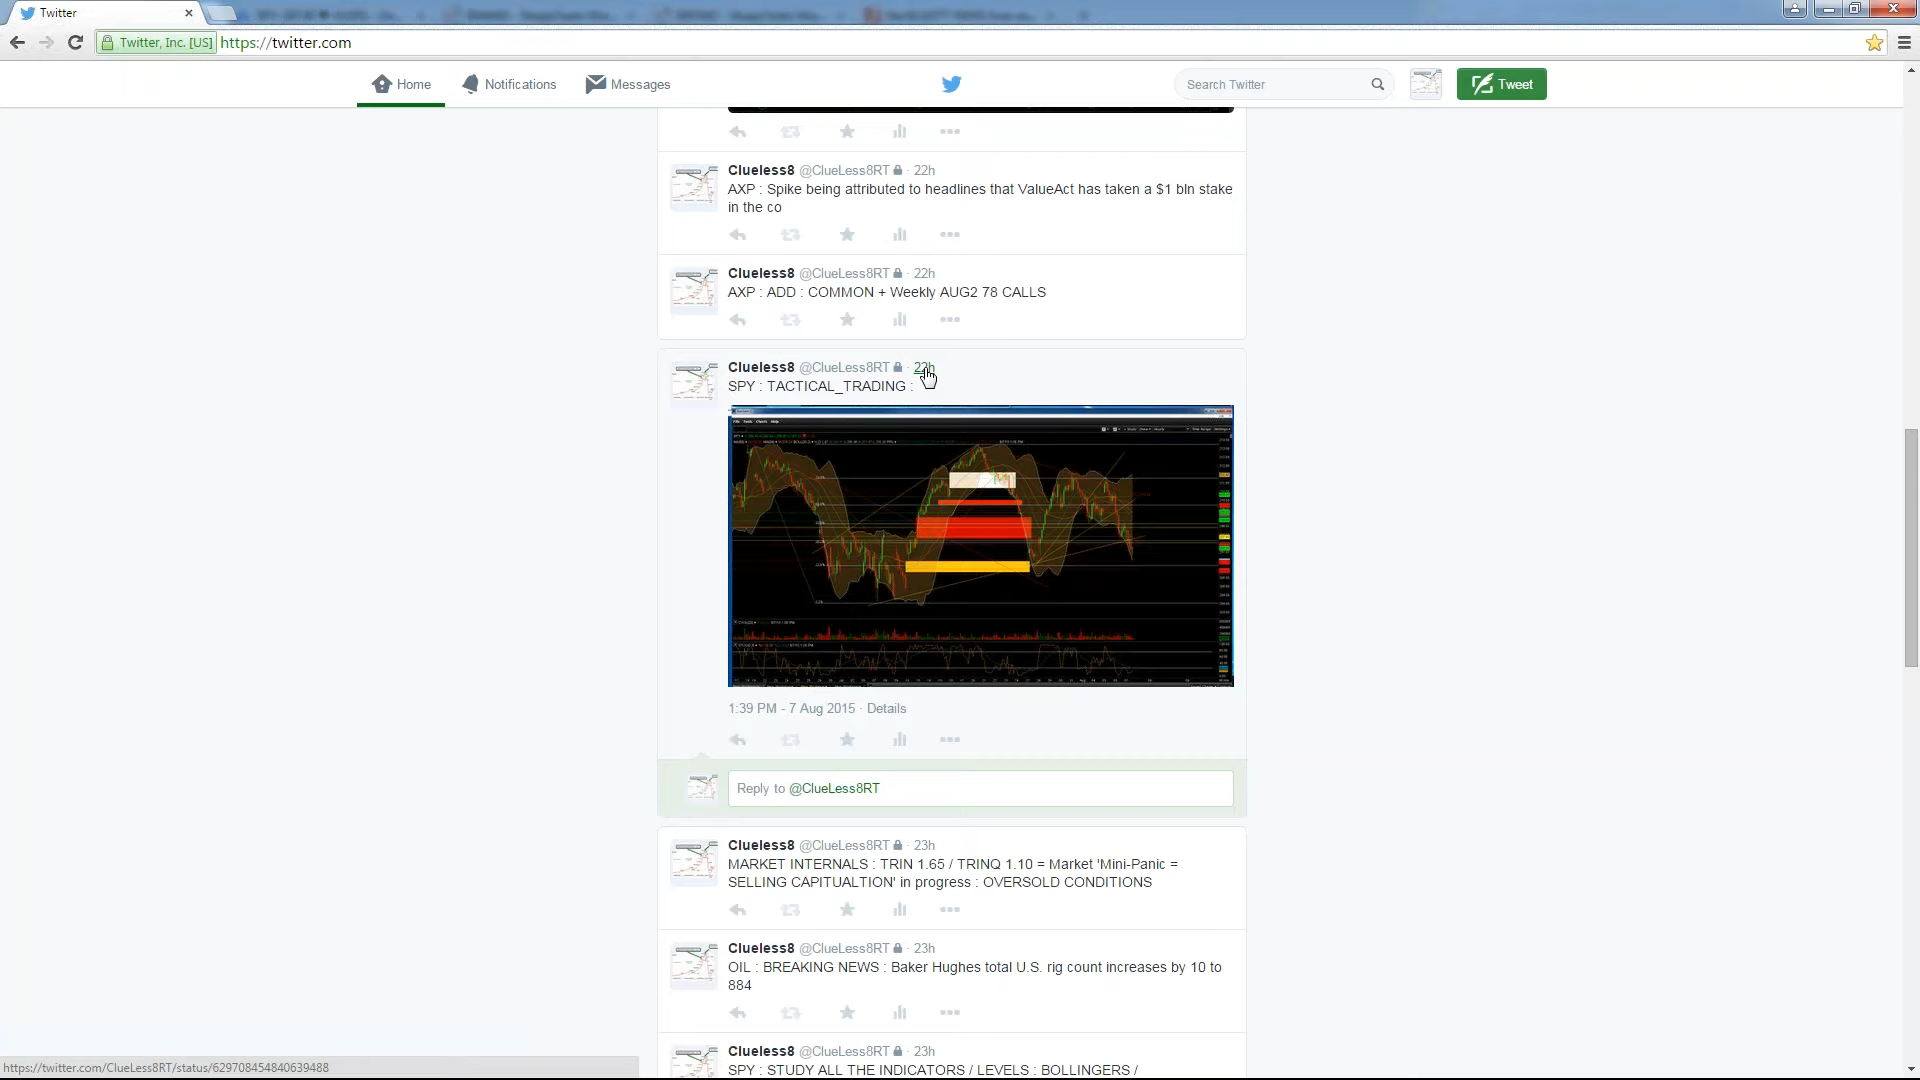 Twitter
Twitter, Inc. [US] https://twitter.com
Home Notifications Messages Search Twitter Tweet
Clueless8 @ClueLess8RT · 22h
AXP : Spike being attributed to headlines that ValueAct has taken a $1 bln stake
in the co
Clueless8 @ClueLess8RT · 22h
AXP : ADD : COMMON + Weekly AUG2 78 CALLS
Clueless8 @ClueLess8RT · 22h
SPY : TACTICAL_TRADING :
1:39 PM - 7 Aug 2015 · Details
Reply to @ClueLess8RT
Clueless8 @ClueLess8RT · 23h
MARKET INTERNALS : TRIN 1.65 / TRINQ 1.10 = Market 'Mini-Panic =
SELLING CAPITUALTION' in progress : OVERSOLD CONDITIONS
Clueless8 @ClueLess8RT · 23h
OIL : BREAKING NEWS : Baker Hughes total U.S. rig count increases by 10 to
884
Clueless8 @ClueLess8RT · 23h
SPY : STUDY ALL THE INDICATORS / LEVELS : BOLLINGERS /
https://twitter.com/ClueLess8RT/status/629708454840639488